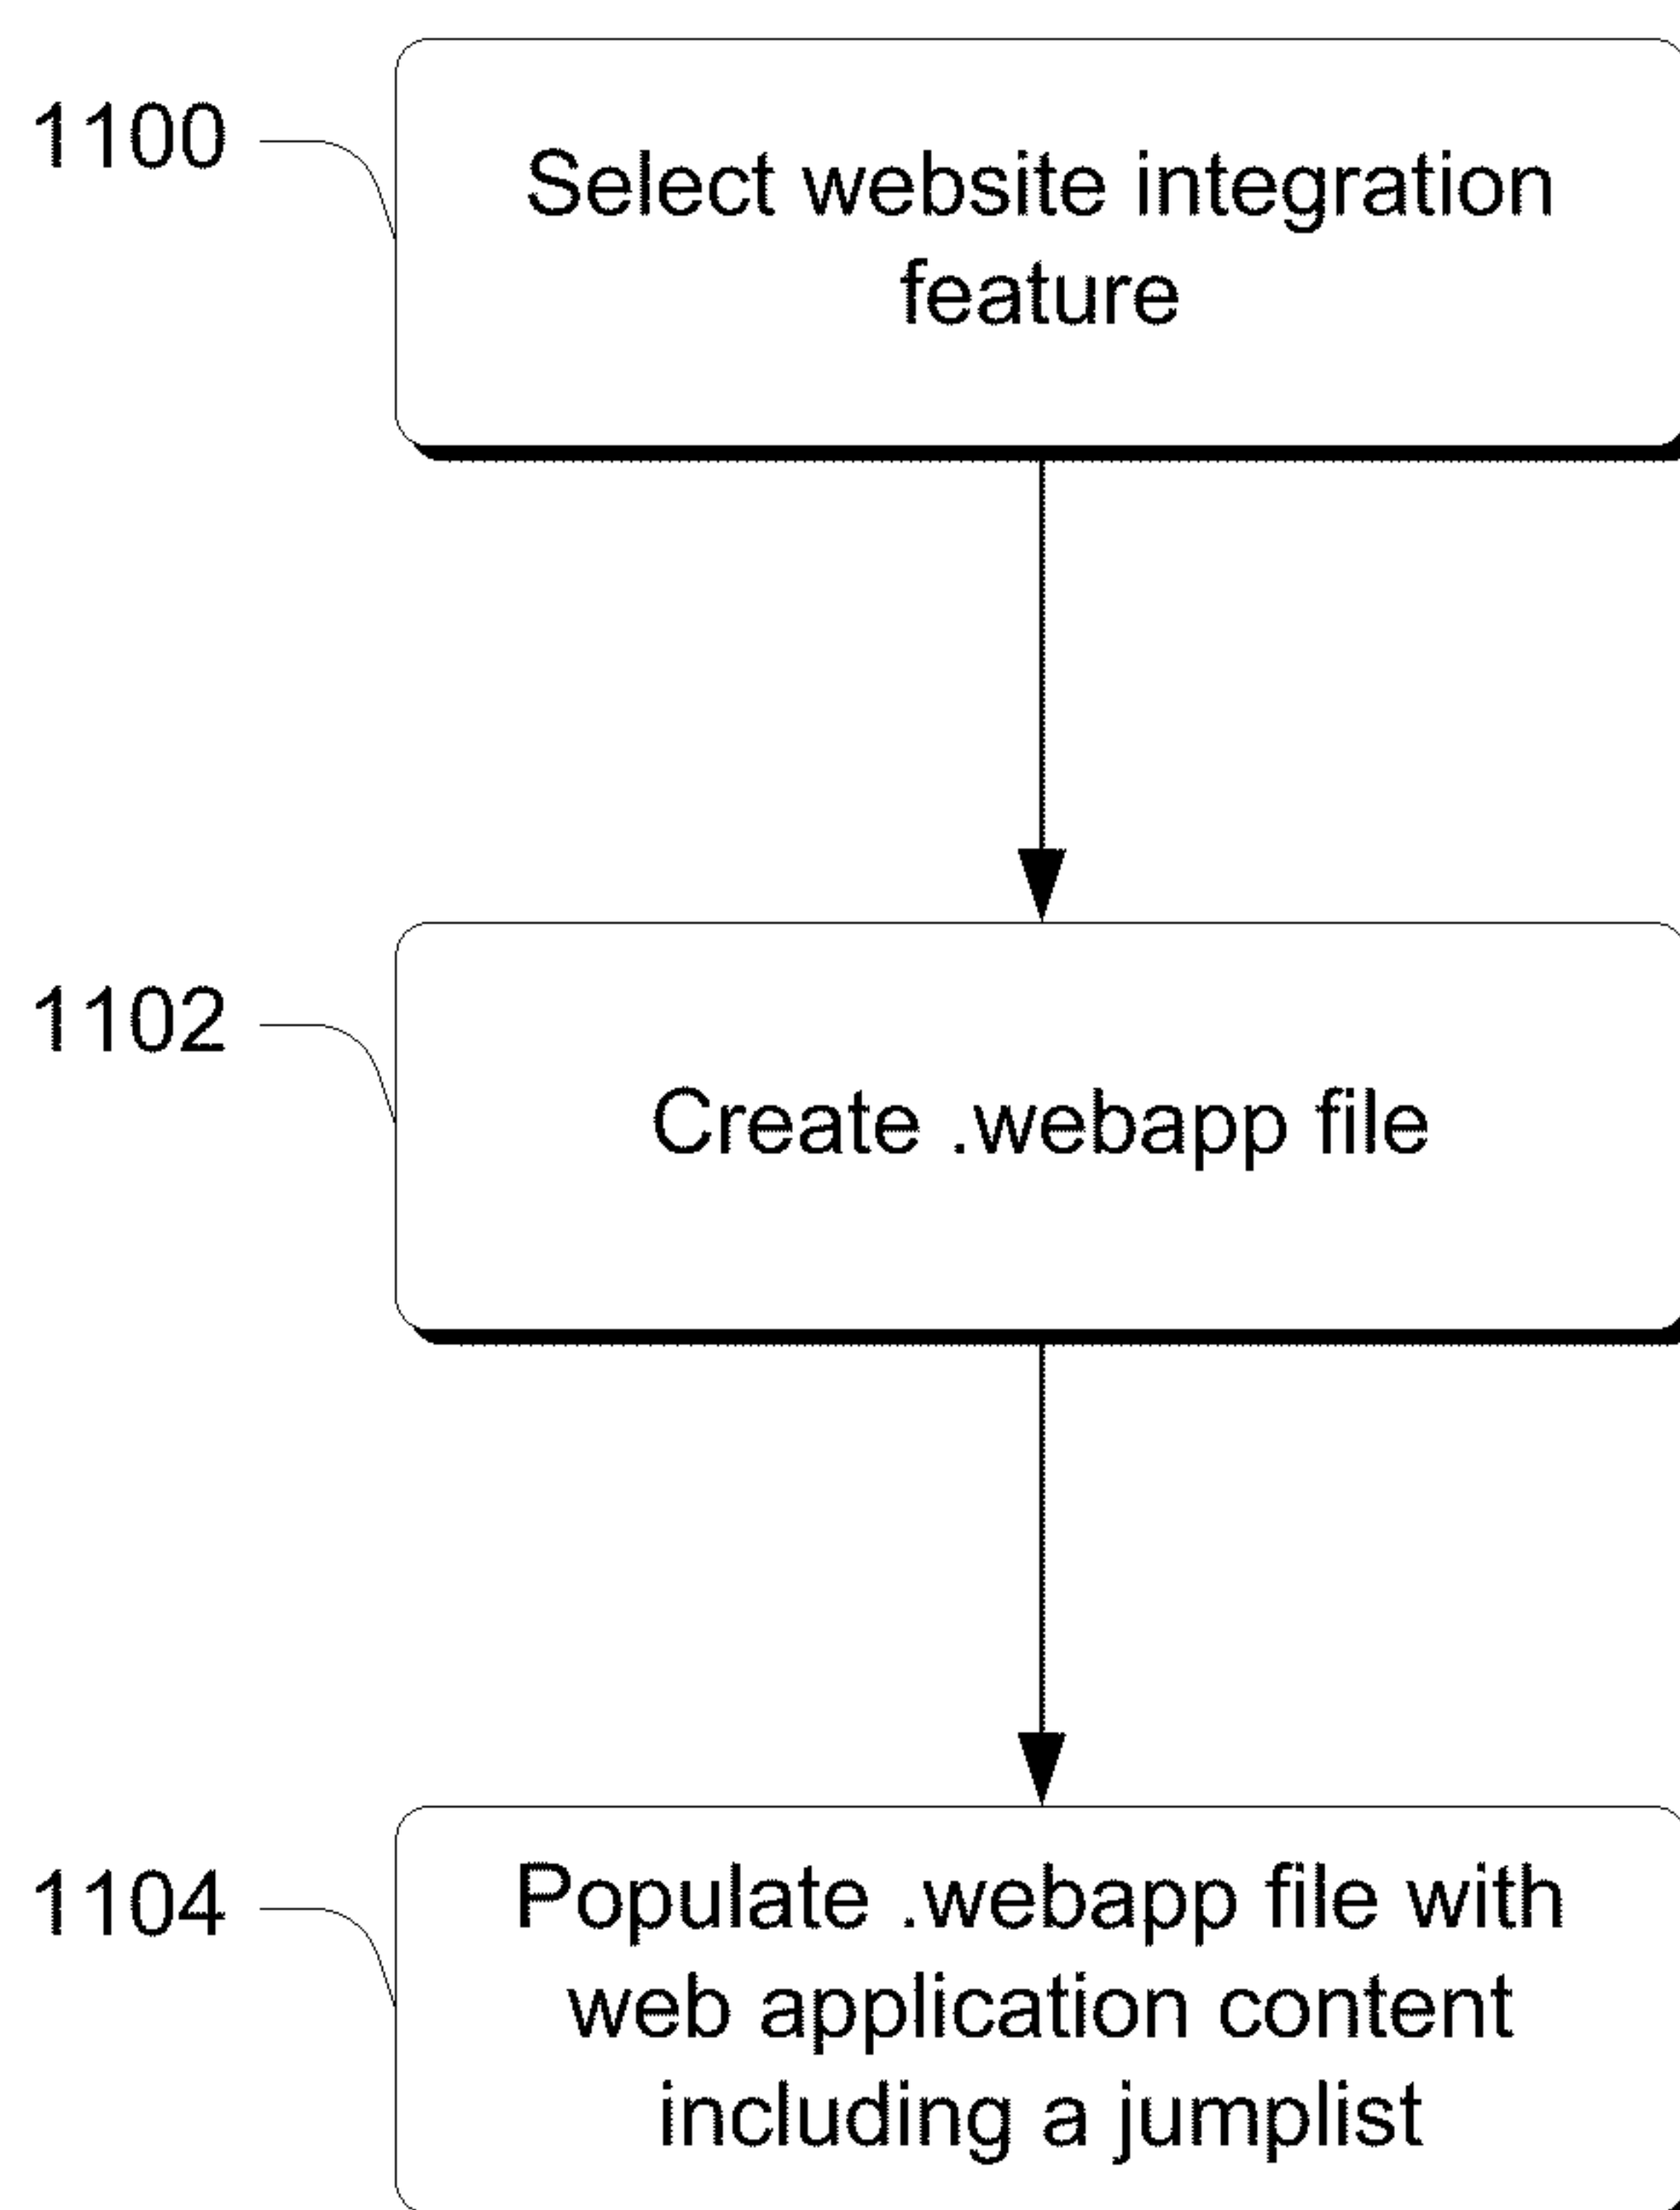 1100
Select website integration
feature
1102
Create .webapp file
1104
Populate .webapp file with
web application content
including a jumplist